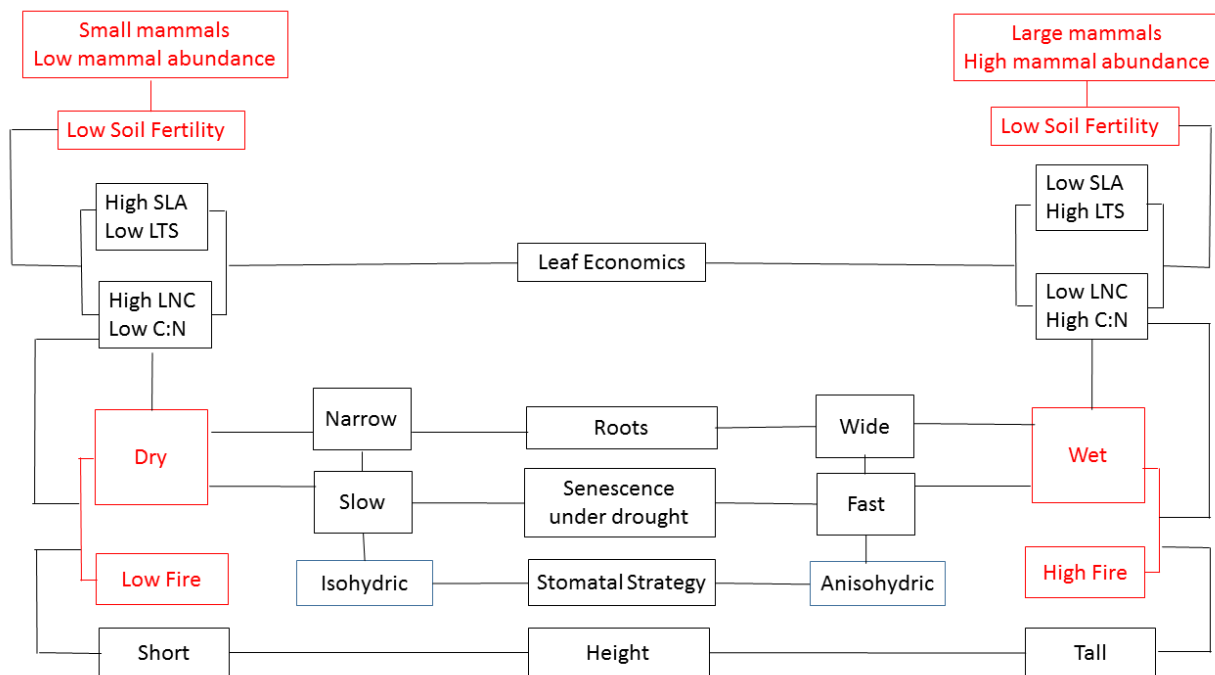 Small mammals
Low mammal abundance
Large mammals
High mammal abundance
Low Soil Fertility
Low Soil Fertility
High SLA
Low LTS
Low SLA
High LTS
Leaf Economics
High LNC
Low C:N
Low LNC
High C:N
Dry
Narrow
Roots
Wide
Wet
Slow
Senescence
under drought
Fast
Low Fire
Isohydric
Stomatal Strategy
Anisohydric
High Fire
Short
Height
Tall